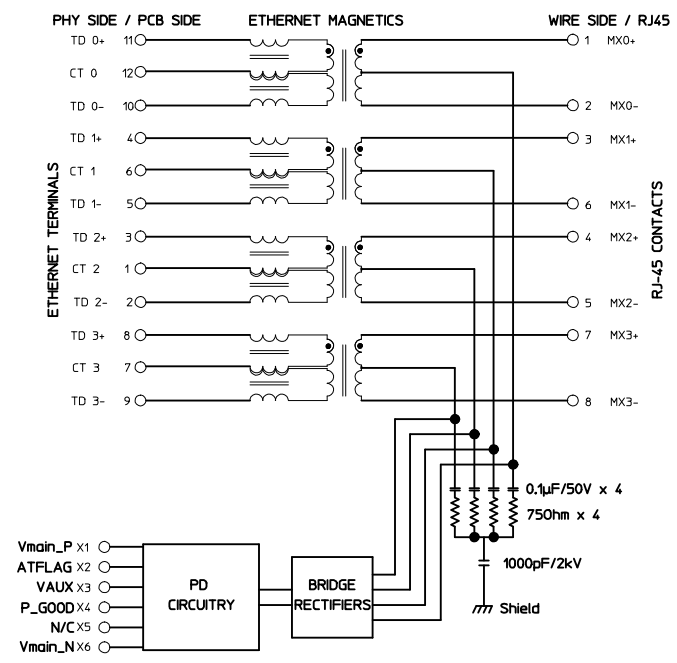 PHY SIDE / PCB SIDE ETHERNET MAGNETICS WIRE SIDE / RJ45
TD 0+ 11 1 MX0+
CT 0 12
TD 0- 10 2 MX0-
TD 1+ 4 3 MX1+
CT 1 6
TD 1- 5 6 MX1-
TD 2+ 3 4 MX2+
CT 2 1
TD 2- 2 5 MX2-
TD 3+ 8 7 MX3+
CT 3 7
TD 3- 9 8 MX3-
ETHERNET TERMINALS
RJ-45 CONTACTS
0.1µF/50V x 4
75Ohm x 4
1000pF/2kV
Shield
Vmain_P X1
ATFLAG X2
VAUX X3
P_GOOD X4
N/C X5
Vmain_N X6
PD
CIRCUITRY
BRIDGE
RECTIFIERS